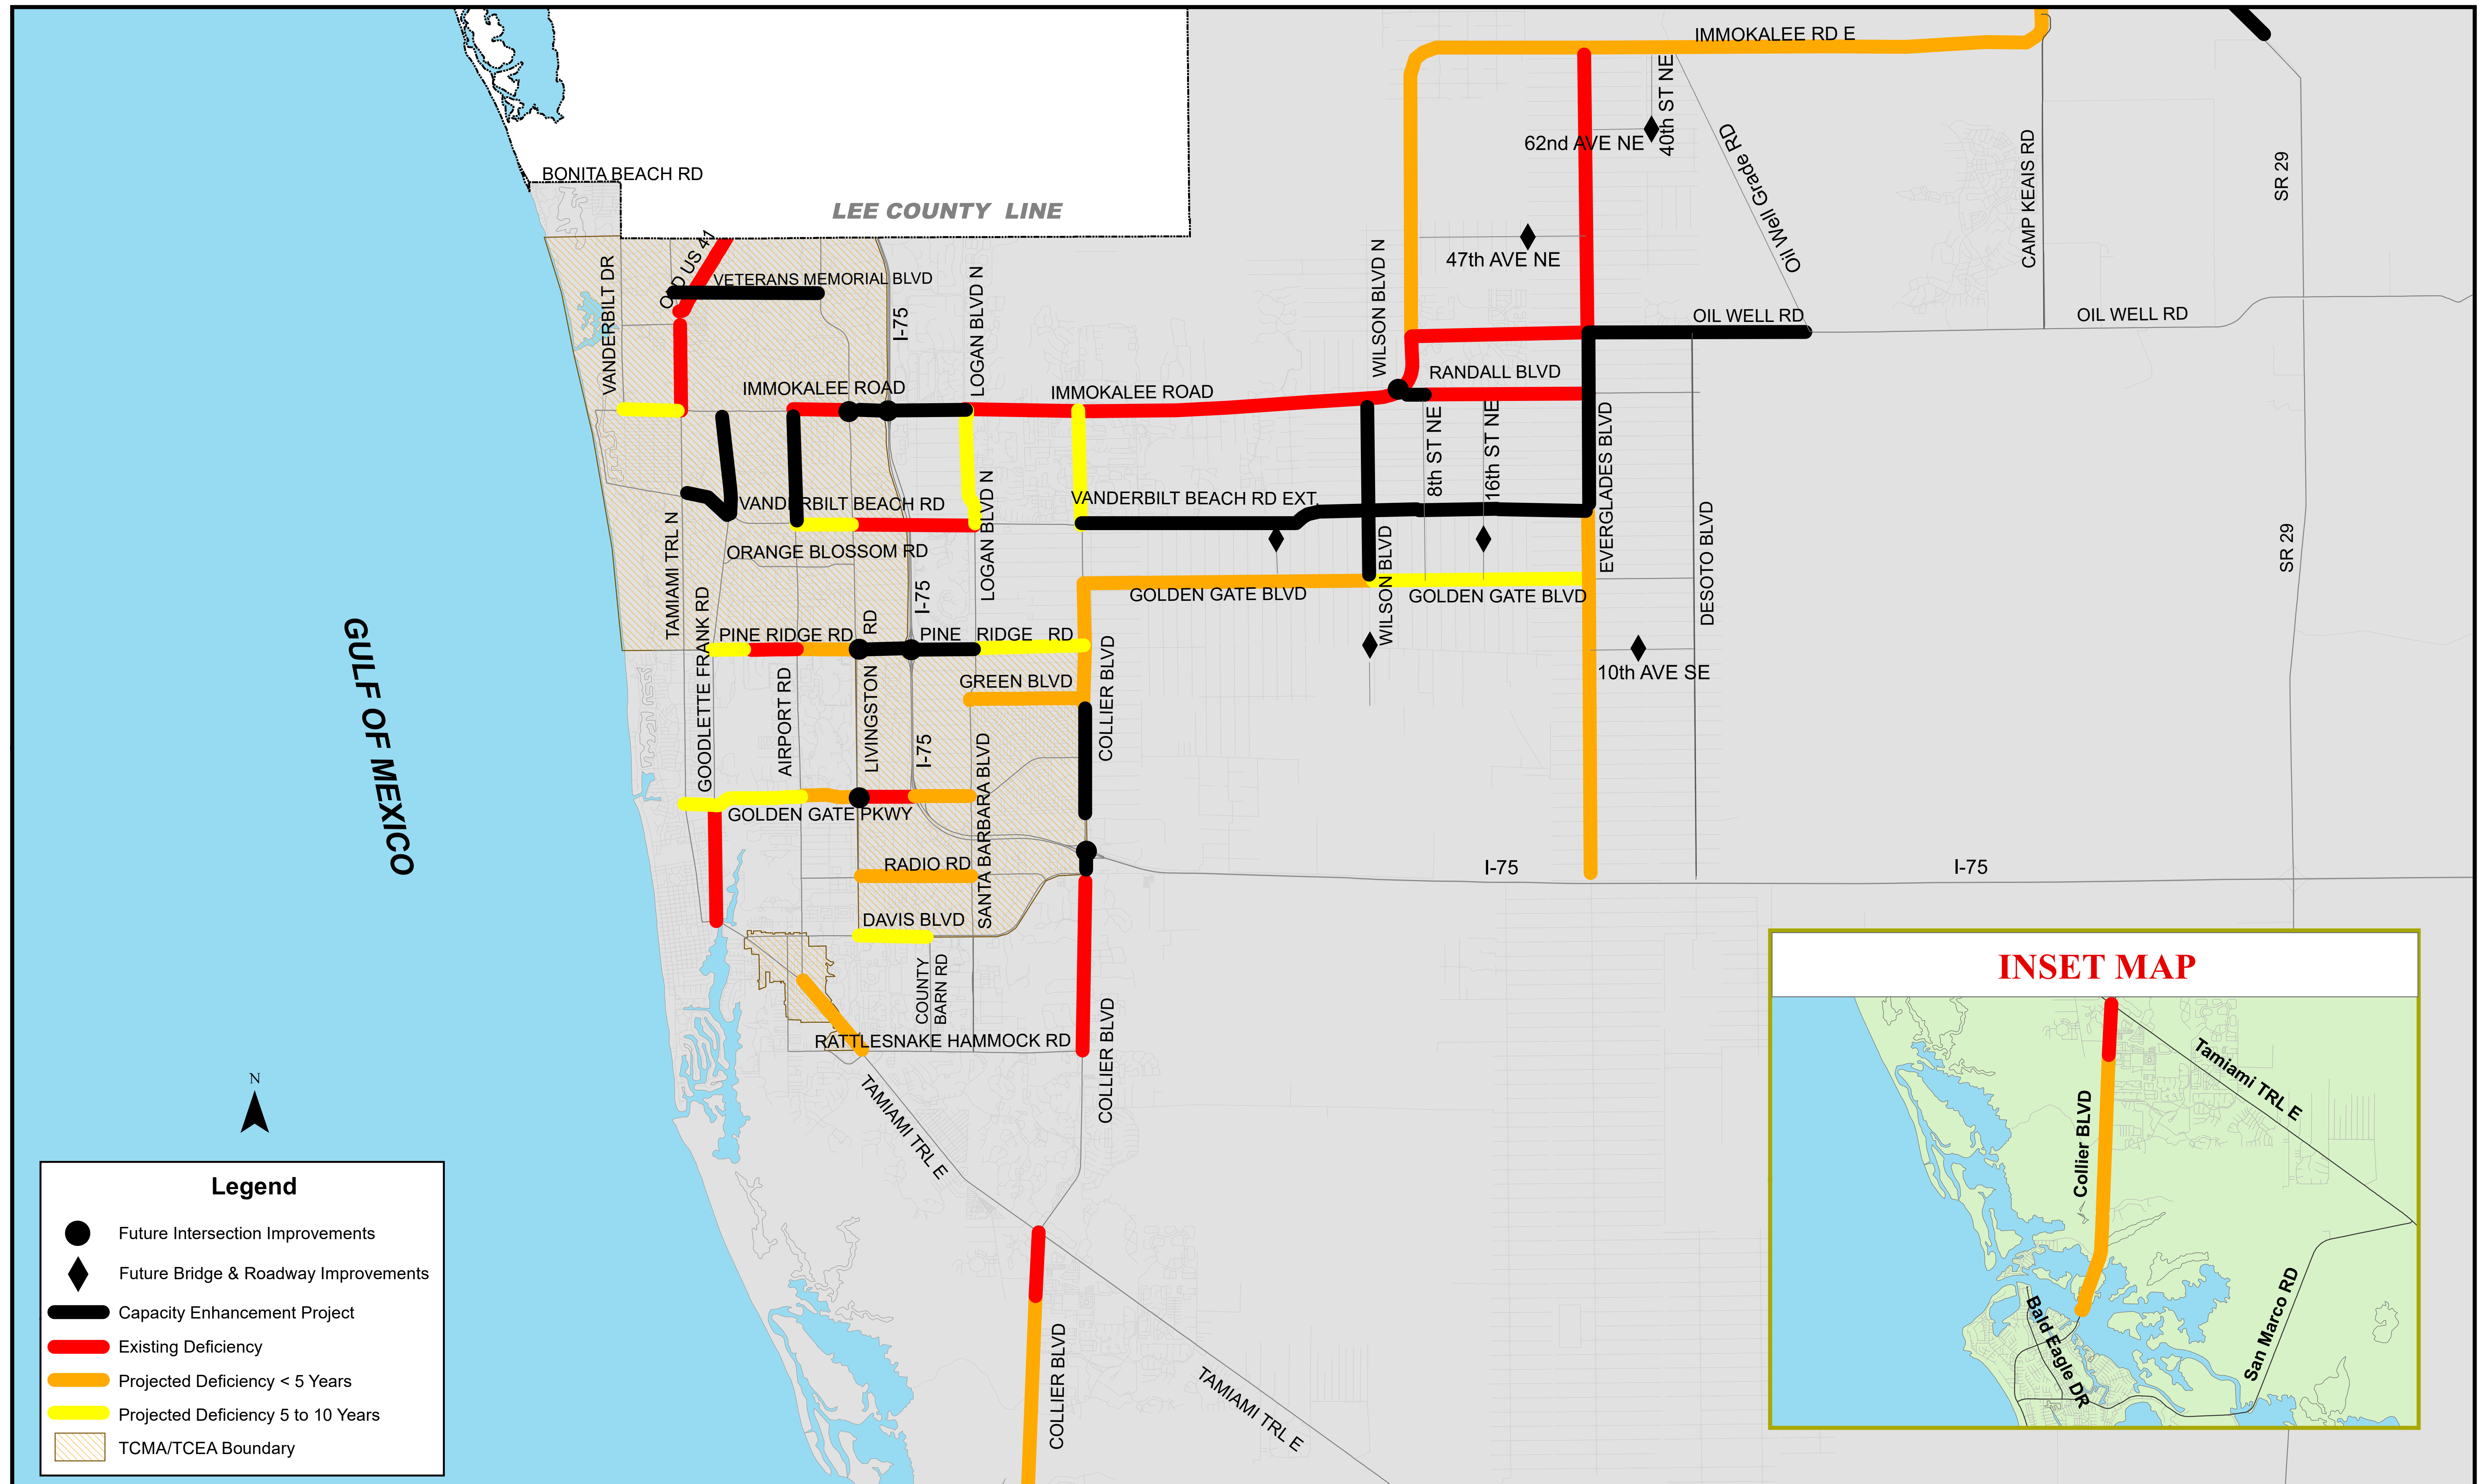 IMMOKALEE RD E
40th ST NE
62nd AVE NE
Oil Well Grade RD
CAMP KEAIS RD
SR 29
BONITA BEACH RD
LEE COUNTY LINE
OLD US 41
VETERANS MEMORIAL BLVD
VANDERBILT DR
I-75
LOGAN BLVD N
WILSON BLVD N
47th AVE NE
OIL WELL RD
OIL WELL RD
IMMOKALEE ROAD
IMMOKALEE ROAD
RANDALL BLVD
8th ST NE
16th ST NE
EVERGLADES BLVD
VANDERBILT BEACH RD
LOGAN BLVD N
VANDERBILT BEACH RD EXT.
DESOTO BLVD
SR 29
TAMIAMI TRL N
ORANGE BLOSSOM RD
I-75
GOLDEN GATE BLVD
WILSON BLVD
GOLDEN GATE BLVD
GULF OF MEXICO
GOODLETTE FRANK RD
PINE RIDGE RD
LIVINGSTON RD
PINE RIDGE RD
COLLIER BLVD
10th AVE SE
AIRPORT RD
GREEN BLVD
I-75
SANTA BARBARA BLVD
GOLDEN GATE PKWY
RADIO RD
I-75
I-75
DAVIS BLVD
COUNTY
BARN RD
RATTLESNAKE HAMMOCK RD
COLLIER BLVD
TAMIAMI TRL E
COLLIER BLVD
TAMIAMI TRL E
N
Legend
Future Intersection Improvements
Future Bridge & Roadway Improvements
Capacity Enhancement Project
Existing Deficiency
Projected Deficiency < 5 Years
Projected Deficiency 5 to 10 Years
TCMA/TCEA Boundary
INSET MAP
Tamiami TRL E
Collier BLVD
Bald Eagle DR
San Marco RD